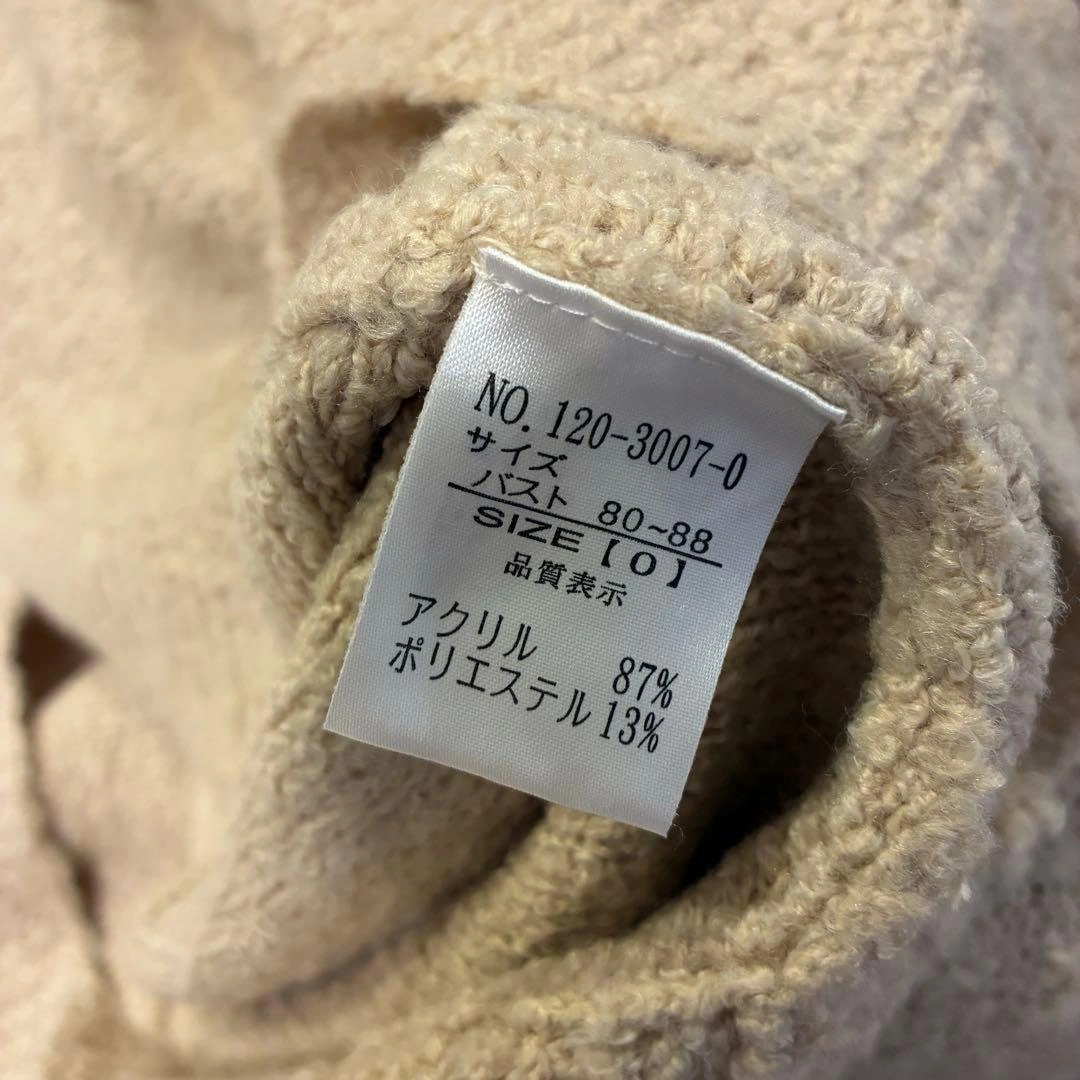 NO. 120-3007-0
サイズ
バスト 80~88
SIZE【0】
品質表示
アクリル 87%
ポリエステル 13%